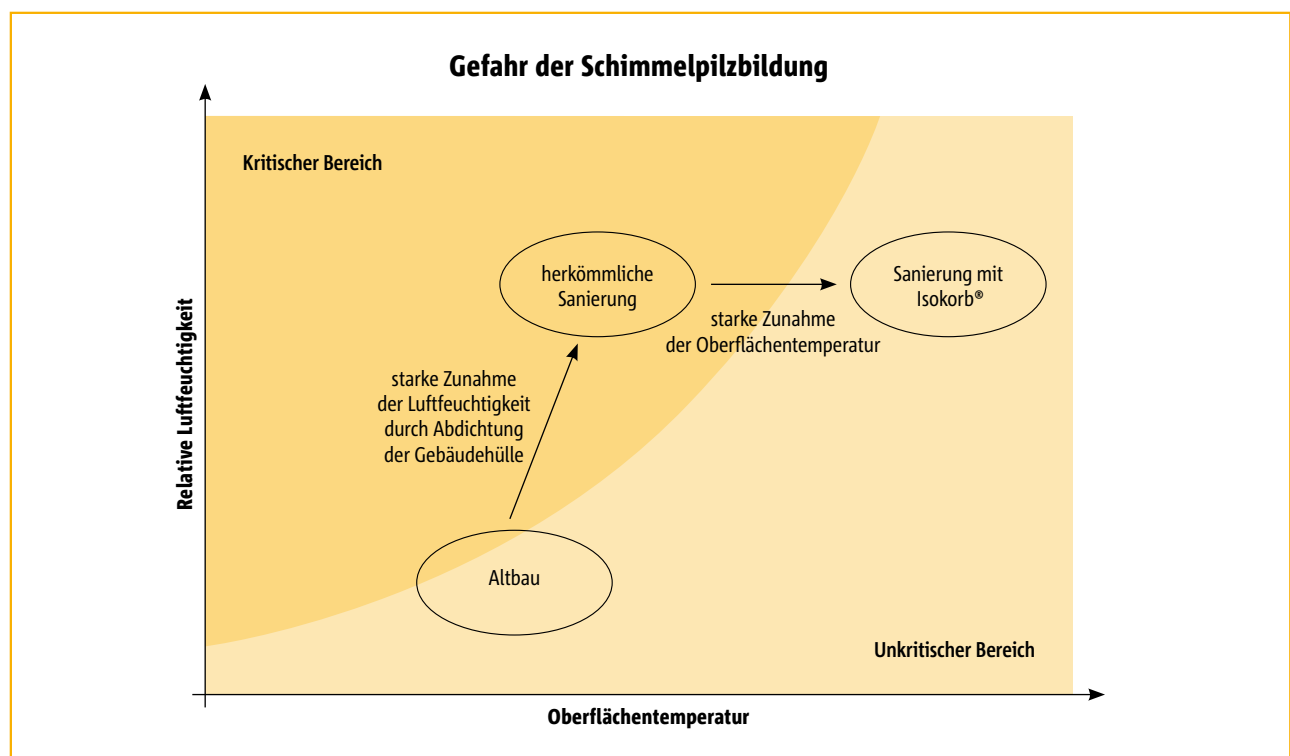 Gefahr der Schimmelpilzbildung
Kritischer Bereich
herkömmliche
Sanierung
Sanierung mit
Isokorb®
starke Zunahme
der Oberflächentemperatur
starke Zunahme
der Luftfeuchtigkeit
durch Abdichtung
der Gebäudehülle
Altbau
Unkritischer Bereich
Relative Luftfeuchtigkeit
Oberflächentemperatur